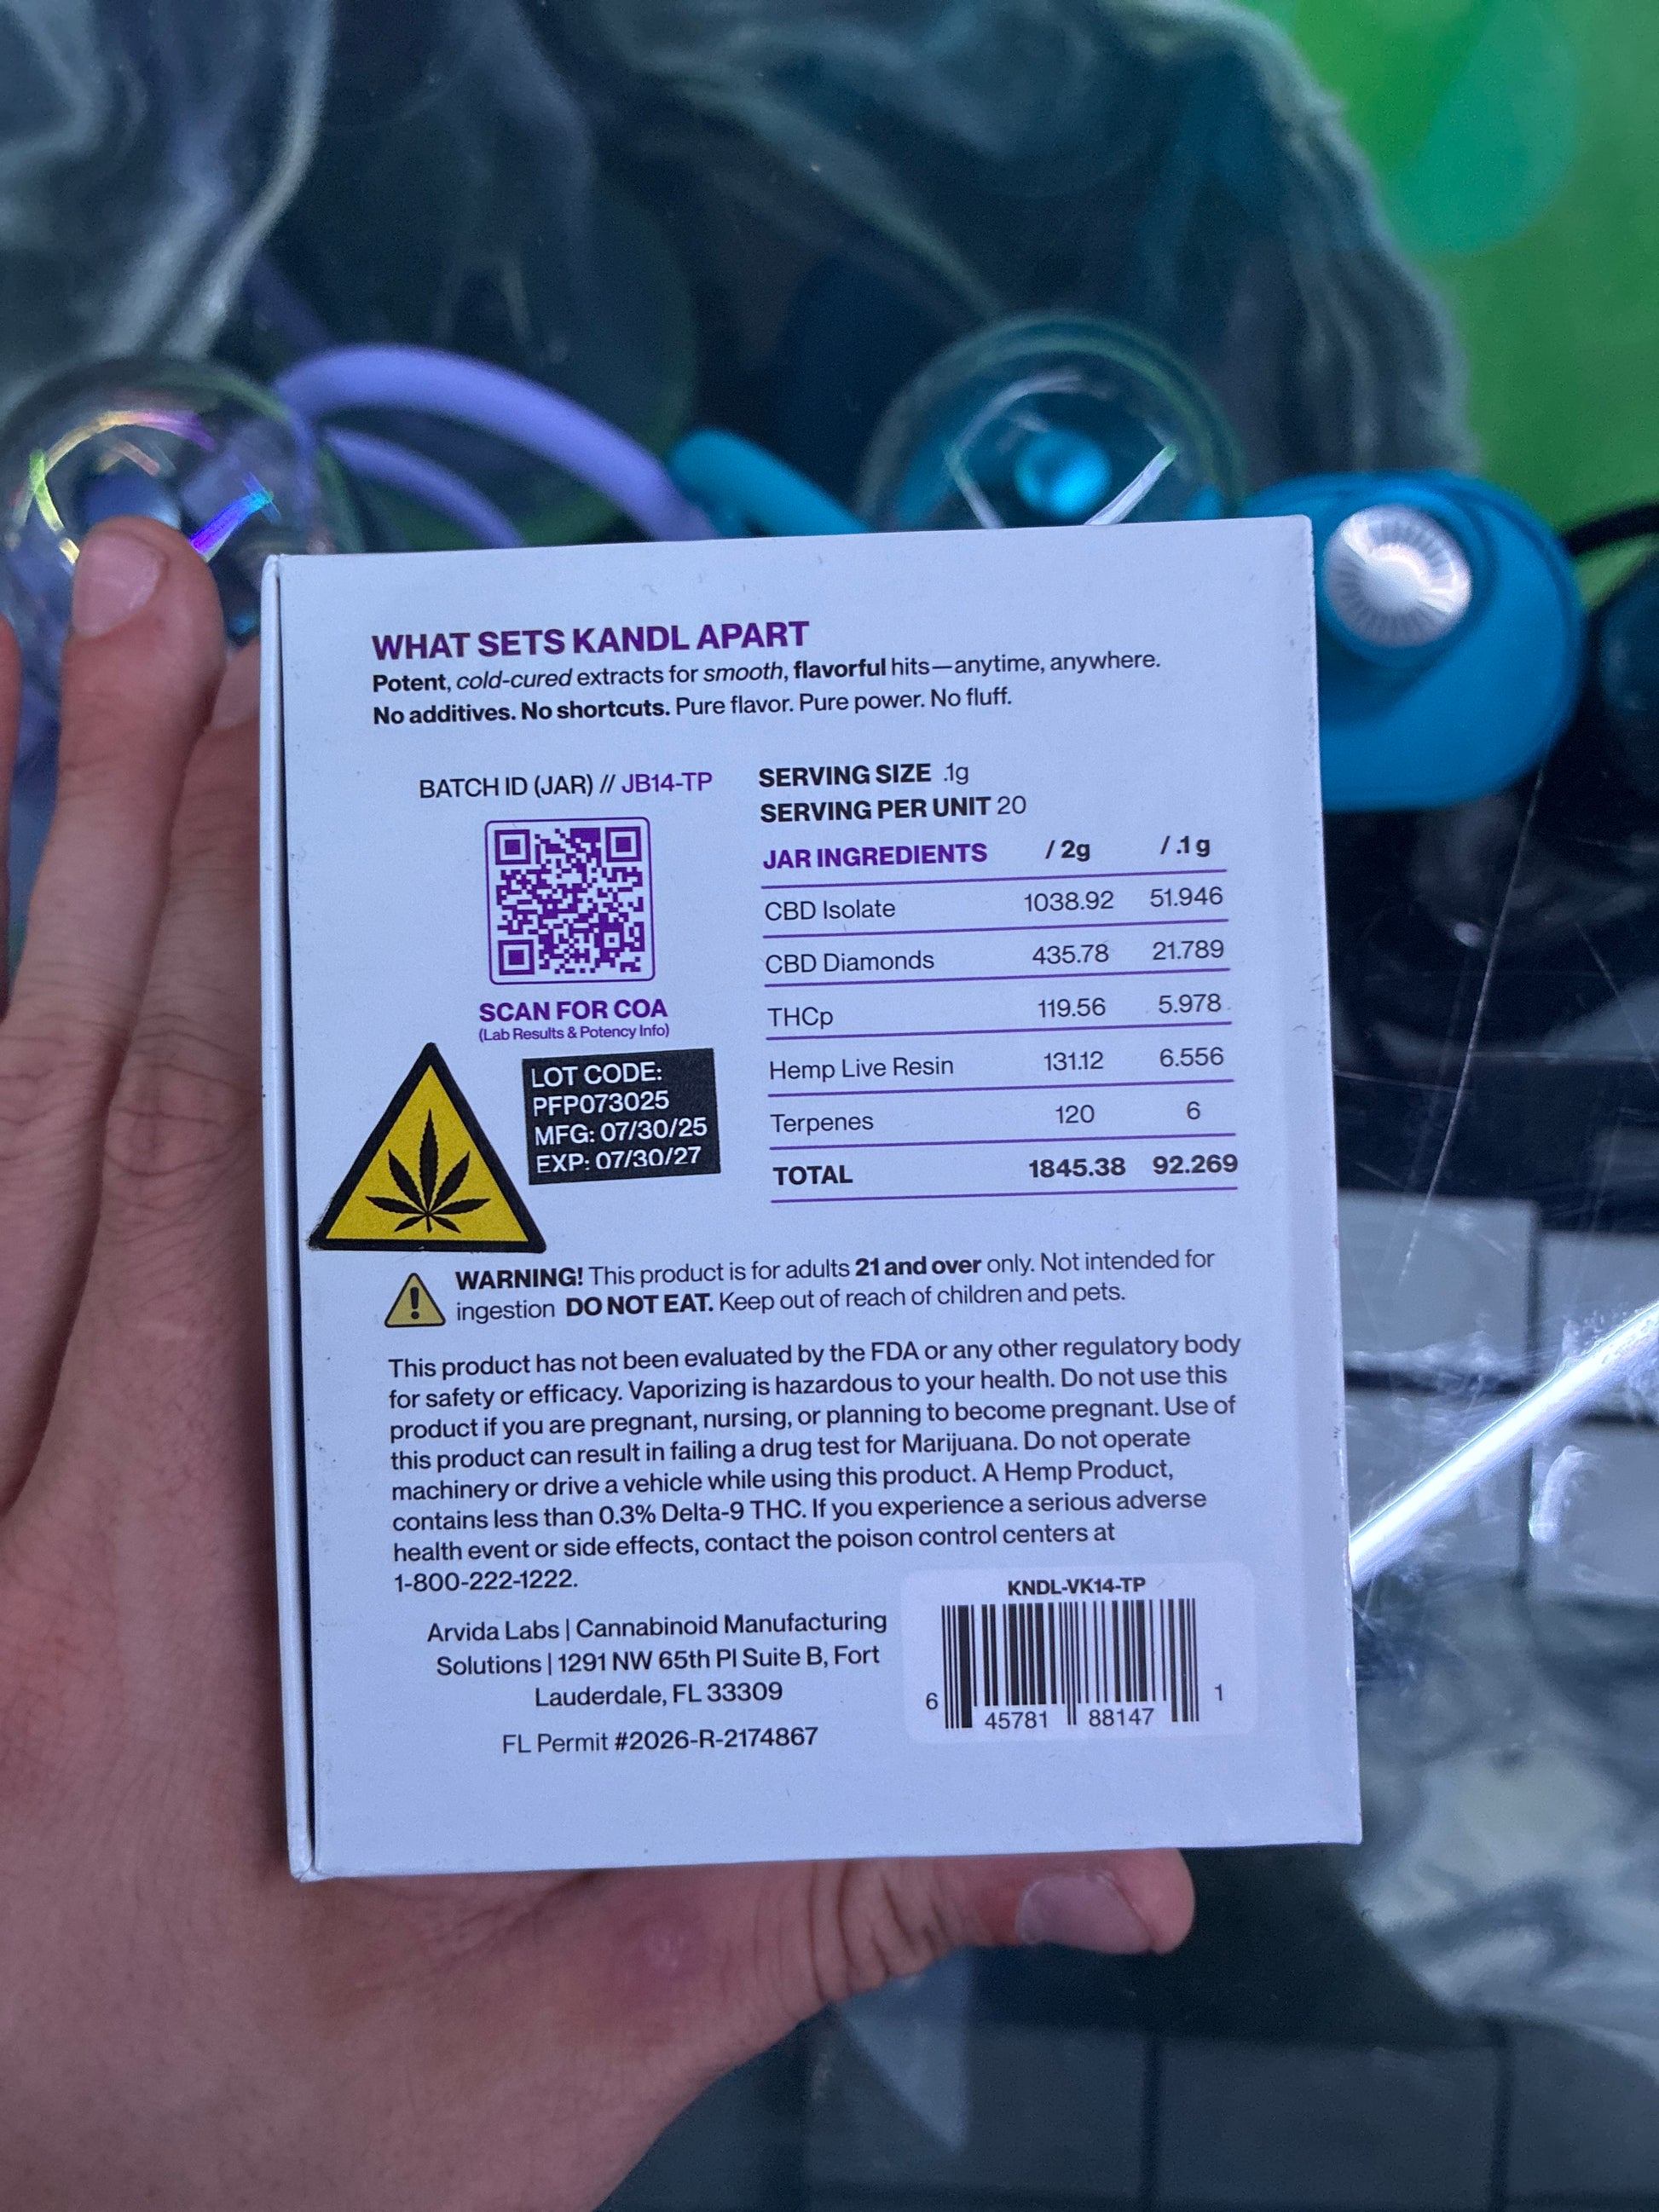 WHAT SETS KANDL APART
Potent, cold-cured extracts for smooth, flavorful hits—anytime, anywhere.
No additives. No shortcuts. Pure flavor. Pure power. No fluff.
BATCH ID (JAR) // JB14-TP
SCAN FOR COA
(Lab Results & Potency Info)
LOT CODE:
PFP073025
MFG: 07/30/25
EXP: 07/30/27
SERVING SIZE .1g
SERVING PER UNIT 20
JAR INGREDIENTS / 2g / .1g
CBD Isolate 1038.92 51.946
CBD Diamonds 435.78 21.789
THCp 119.56 5.978
Hemp Live Resin 131.12 6.556
Terpenes 120 6
TOTAL 1845.38 92.269
WARNING! This product is for adults 21 and over only. Not intended for
ingestion DO NOT EAT. Keep out of reach of children and pets.
This product has not been evaluated by the FDA or any other regulatory body
for safety or efficacy. Vaporizing is hazardous to your health. Do not use this
product if you are pregnant, nursing, or planning to become pregnant. Use of
this product can result in failing a drug test for Marijuana. Do not operate
machinery or drive a vehicle while using this product. A Hemp Product,
contains less than 0.3% Delta-9 THC. If you experience a serious adverse
health event or side effects, contact the poison control centers at
1-800-222-1222.
Arvida Labs | Cannabinoid Manufacturing
Solutions | 1291 NW 65th Pl Suite B, Fort
Lauderdale, FL 33309
FL Permit #2026-R-2174867
KNDL-VK14-TP
6 45781 88147 1